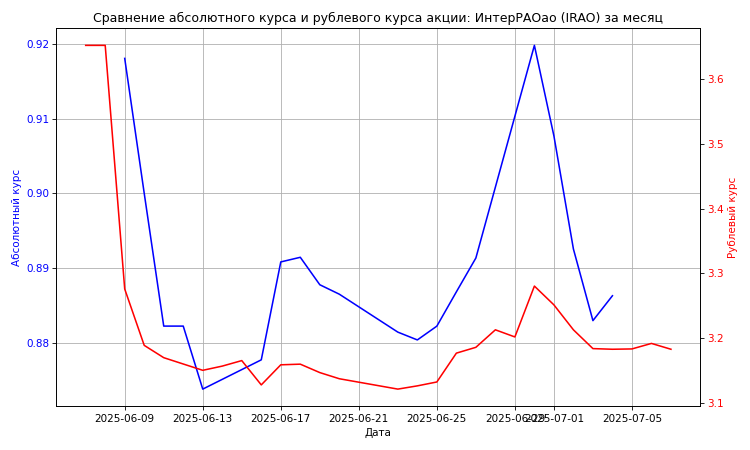 Сравнение абсолютного курса и рублевого курса акции: ИнтерРАОао (IRAO) за месяц
0.92
0.91
0.90
0.89
0.88
Абсолютный курс
3.6
3.5
3.4
3.3
3.2
3.1
Рублевый курс
2025-06-09 2025-06-13 2025-06-17 2025-06-21 2025-06-25 2025-06-29 2025-07-01 2025-07-05
Дата